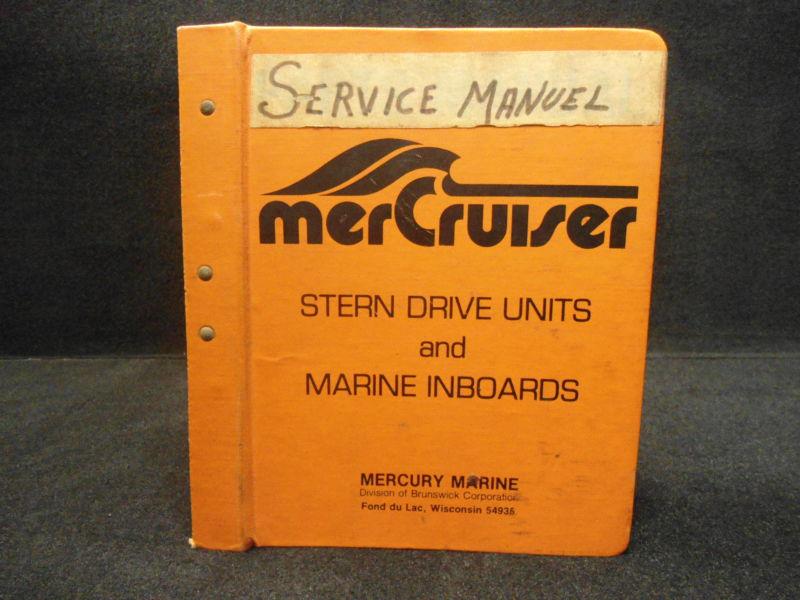 SERVICE MANUEL
merCruiser
STERN DRIVE UNITS
and
MARINE INBOARDS
MERCURY MARINE
Division of Brunswick Corporation
Fond du Lac, Wisconsin 54935